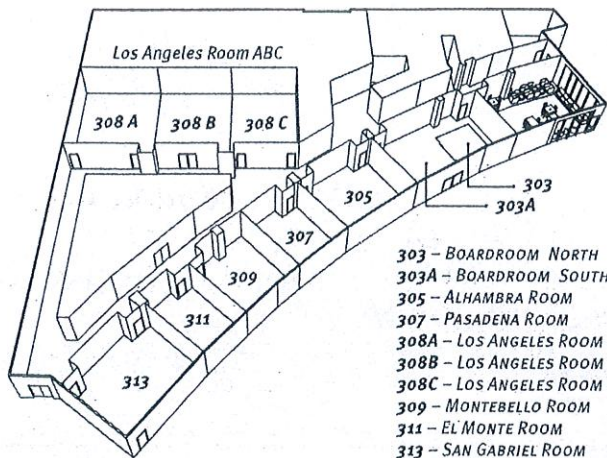 Los Angeles Room ABC
308 A
308 B
308 C
305
303
303A
307
309
311
313
303 – BOARDROOM NORTH
303A – BOARDROOM SOUTH
305 – ALHAMBRA ROOM
307 – PASADENA ROOM
308A – LOS ANGELES ROOM
308B – LOS ANGELES ROOM
308C – LOS ANGELES ROOM
309 – MONTEBELLO ROOM
311 – EL MONTE ROOM
313 – SAN GABRIEL ROOM